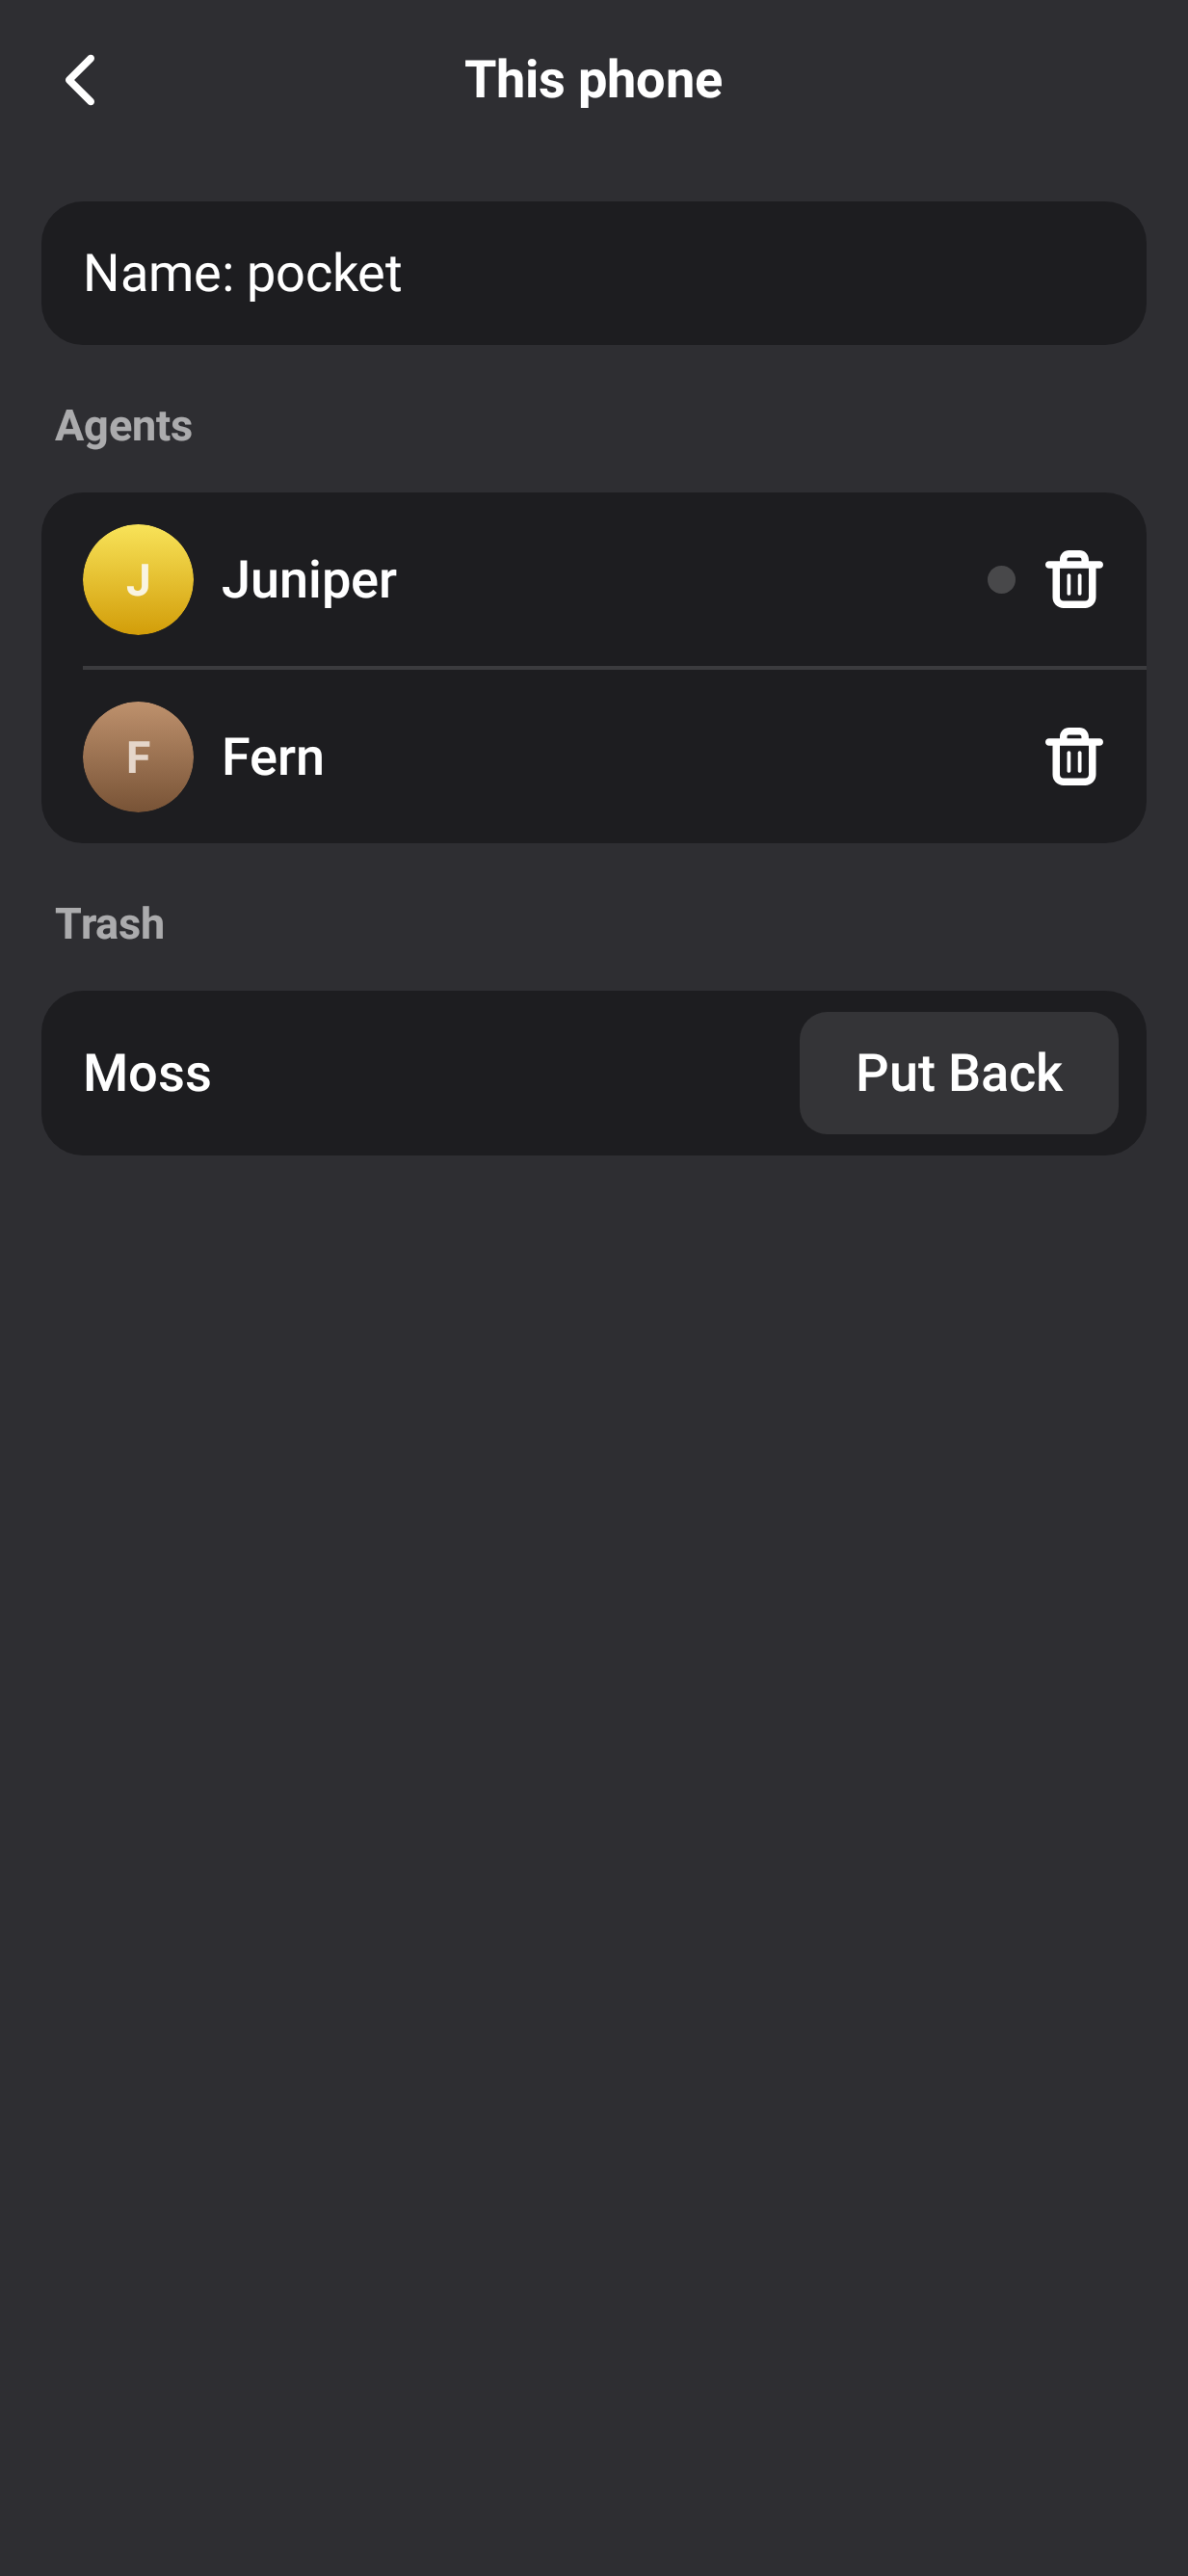 This phone
Name: pocket
Agents
J Juniper
F Fern
Trash
Moss Put Back